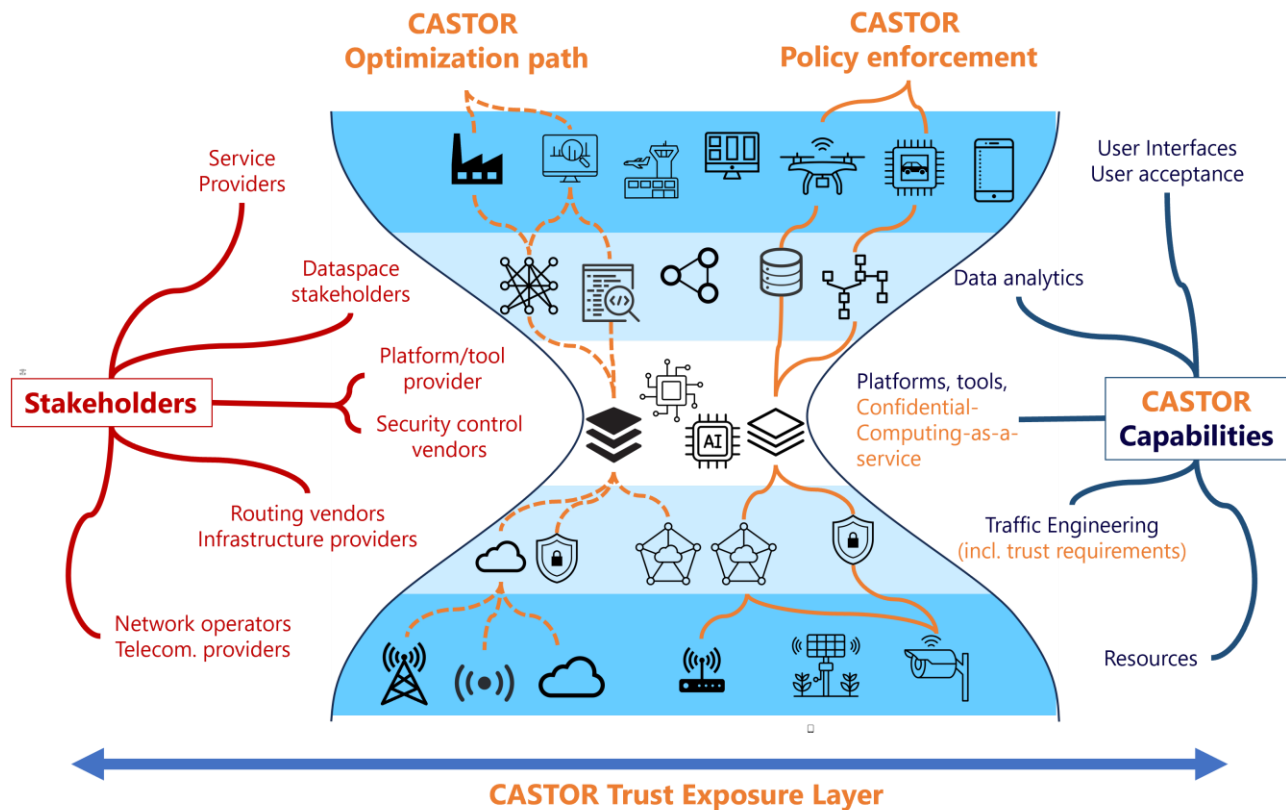 CASTOR
Optimization path
CASTOR
Policy enforcement
Service
Providers
Dataspace
stakeholders
Platform/tool
provider
Stakeholders
Security control
vendors
Routing vendors
Infrastructure providers
Network operators
Telecom. providers
AI
User Interfaces
User acceptance
Data analytics
Platforms, tools,
Confidential-
Computing-as-a-
service
CASTOR
Capabilities
Traffic Engineering
(incl. trust requirements)
Resources
CASTOR Trust Exposure Layer